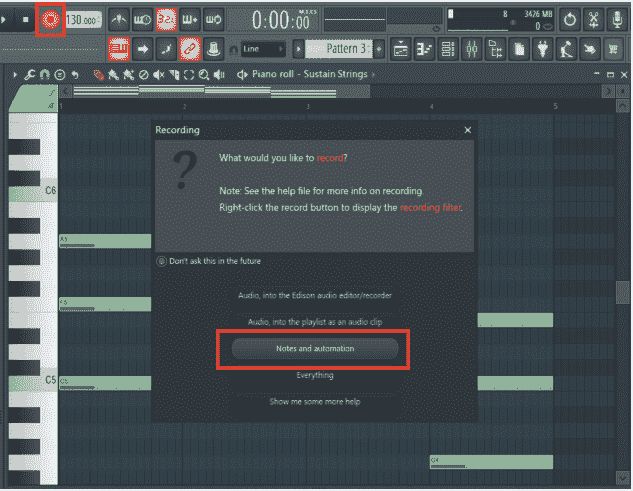 130.000
3 2 1
0:00:00
M:S:CS
8
3426 MB
0
Line
Pattern 3
Piano roll - Sustain Strings
1
2
3
4
5
Recording
What would you like to record?
Note: See the help file for more info on recording.
Right-click the record button to display the recording filter.
C6
Don't ask this in the future
A5
Audio, into the Edison audio editor/recorder
Audio, into the playlist as an audio clip
Notes and automation
Everything
C5
C5
Show me some more help
G4